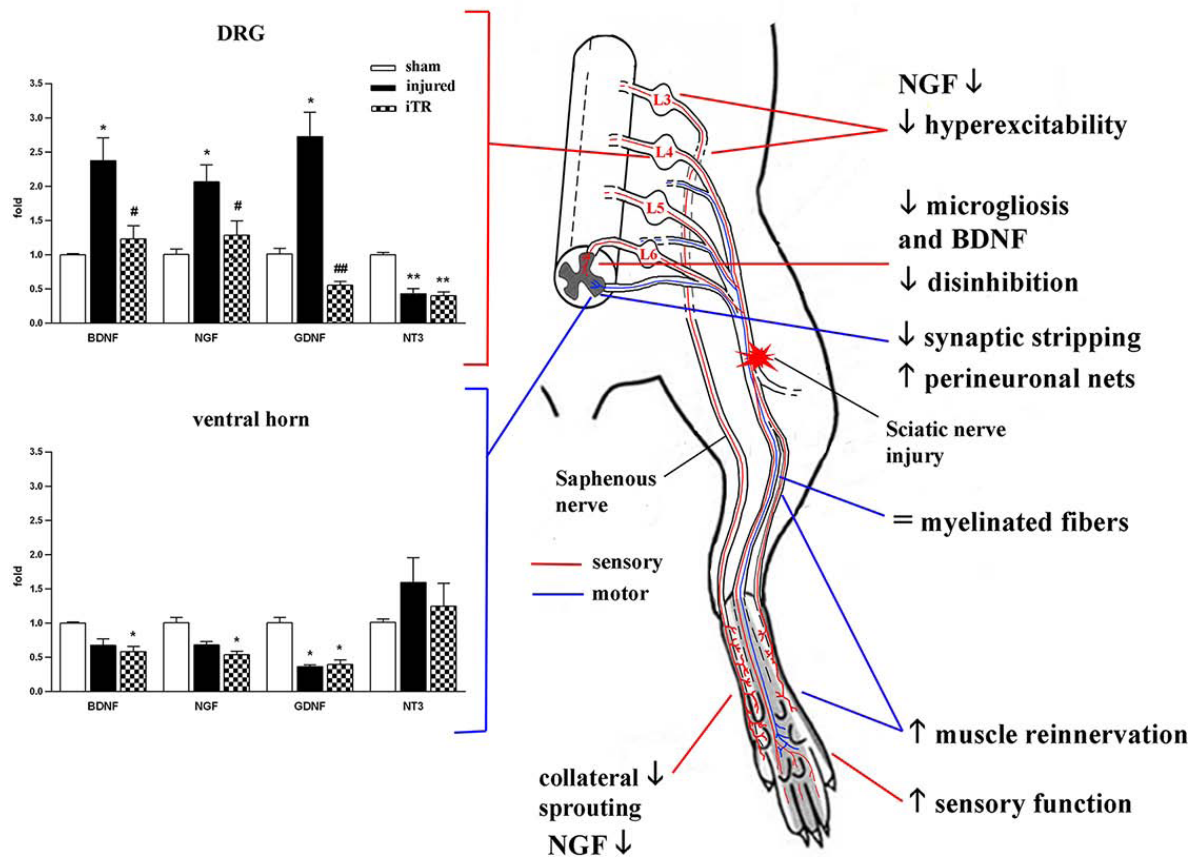 DRG
sham
injured
iTR
3.5
3.0
2.5
2.0
1.5
1.0
0.5
0.0
fold
*
#
*
#
*
##
**
**
BDNF
NGF
GDNF
NT3
ventral horn
3.5
3.0
2.5
2.0
1.5
1.0
0.5
0.0
fold
*
*
*
*
BDNF
NGF
GDNF
NT3
L3
L4
L5
L6
NGF ↓
↓ hyperexcitability
↓ microgliosis
and BDNF
↓ disinhibition
↓ synaptic stripping
↑ perineuronal nets
Sciatic nerve
injury
Saphenous
nerve
= myelinated fibers
sensory
motor
↑ muscle reinnervation
collateral ↓
sprouting
NGF ↓
↑ sensory function